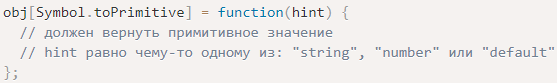 obj[Symbol.toPrimitive] = function(hint) {
  // должен вернуть примитивное значение
  // hint равно чему-то одному из: "string", "number" или "default"
};